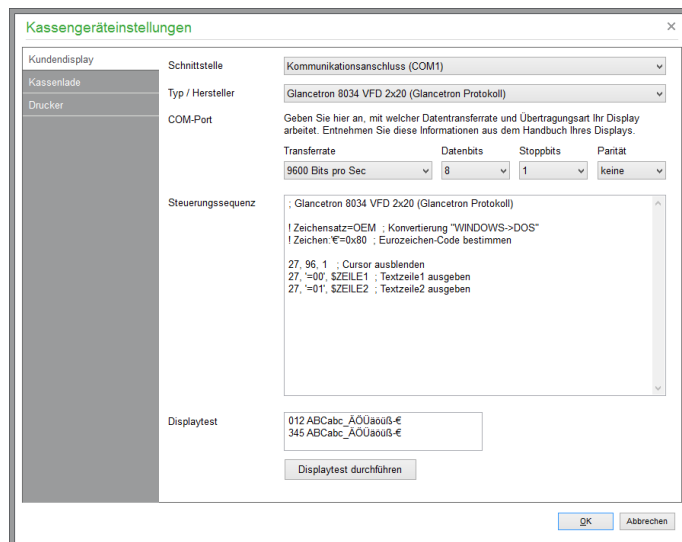 Kassengeräteinstellungen
Kundendisplay
Kassenlade
Drucker
Schnittstelle
Kommunikationsanschluss (COM1)
Typ / Hersteller
Glancetron 8034 VFD 2x20 (Glancetron Protokoll)
COM-Port
Geben Sie hier an, mit welcher Datentransferrate und Übertragungsart Ihr Display
arbeitet. Entnehmen Sie diese Informationen aus dem Handbuch Ihres Displays.
Transferrate Datenbits Stoppbits Parität
9600 Bits pro Sec 8 1 keine
Steuerungssequenz
; Glancetron 8034 VFD 2x20 (Glancetron Protokoll)
! Zeichensatz=OEM ; Konvertierung "WINDOWS->DOS"
! Zeichen:'€'=0x80 ; Eurozeichen-Code bestimmen
27, 96, 1 ; Cursor ausblenden
27, '=00', $ZEILE1 ; Textzeile1 ausgeben
27, '=01', $ZEILE2 ; Textzeile2 ausgeben
Displaytest
012 ABCabc_ÄÖÜäöüß-€
345 ABCabc_ÄÖÜäöüß-€
Displaytest durchführen
OK Abbrechen